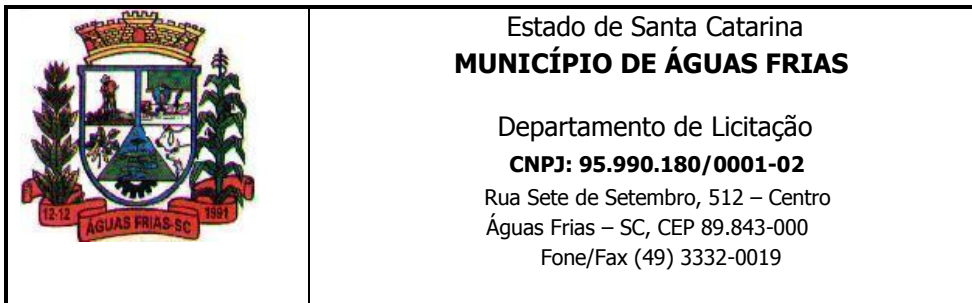 Estado de Santa Catarina
MUNICÍPIO DE ÁGUAS FRIAS
Departamento de Licitação
CNPJ: 95.990.180/0001-02
Rua Sete de Setembro, 512 – Centro
Águas Frias – SC, CEP 89.843-000
Fone/Fax (49) 3332-0019
12-12
ÁGUAS FRIAS-SC
1991